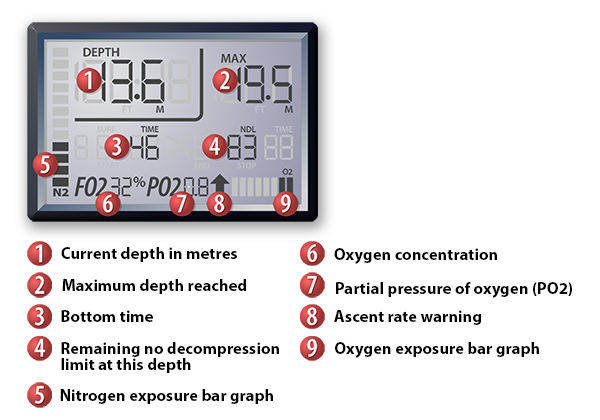 DEPTH
MAX
1 13.6
2 19.5
FT M
FT M
SURF TIME NDL TIME
3 46
4 83
STOP
5
O2
N2 FO2 32% PO2 0.8
6 7 8 9
1 Current depth in metres
2 Maximum depth reached
3 Bottom time
4 Remaining no decompression
limit at this depth
5 Nitrogen exposure bar graph
6 Oxygen concentration
7 Partial pressure of oxygen (PO2)
8 Ascent rate warning
9 Oxygen exposure bar graph